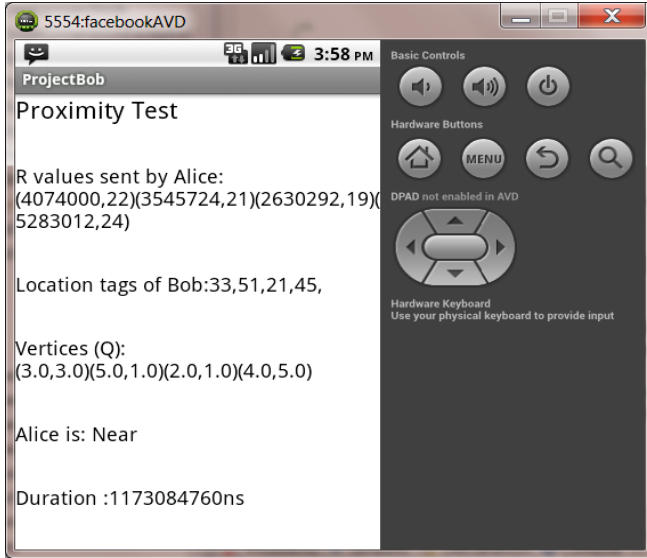 5554:facebookAVD
3G 3:58 PM
ProjectBob
Proximity Test
R values sent by Alice:
(4074000,22)(3545724,21)(2630292,19)(
5283012,24)
Location tags of Bob:33,51,21,45,
Vertices (Q):
(3.0,3.0)(5.0,1.0)(2.0,1.0)(4.0,5.0)
Alice is: Near
Duration :1173084760ns
Basic Controls
Hardware Buttons
MENU
DPAD not enabled in AVD
Hardware Keyboard
Use your physical keyboard to provide input